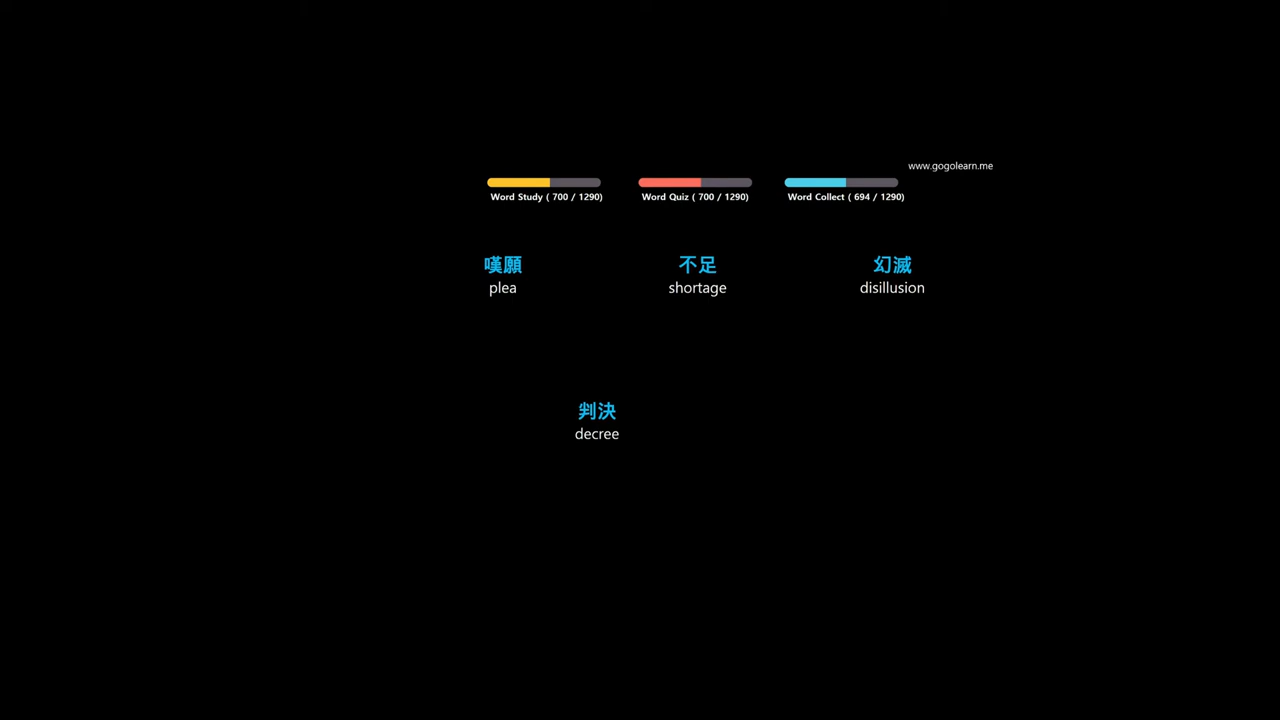 www.gogolearn.me
Word Study ( 700 / 1290)
Word Quiz ( 700 / 1290)
Word Collect ( 694 / 1290)
嘆願
plea
不足
shortage
幻滅
disillusion
判決
decree